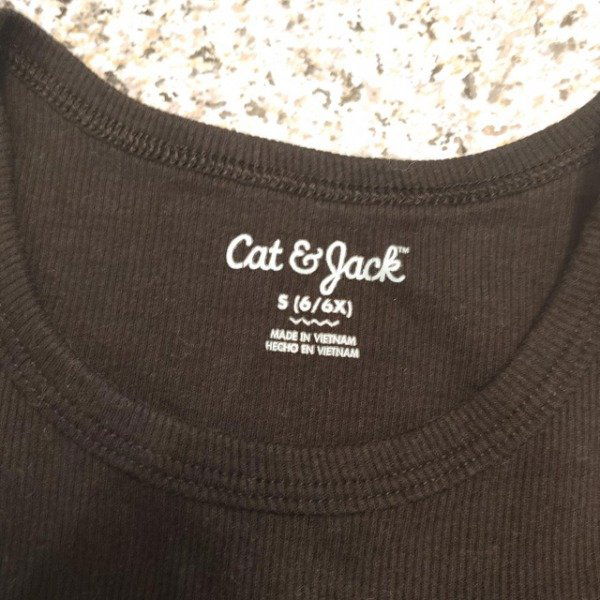 Cat & Jack™
S (6/6X)
MADE IN VIETNAM
HECHO EN VIETNAM